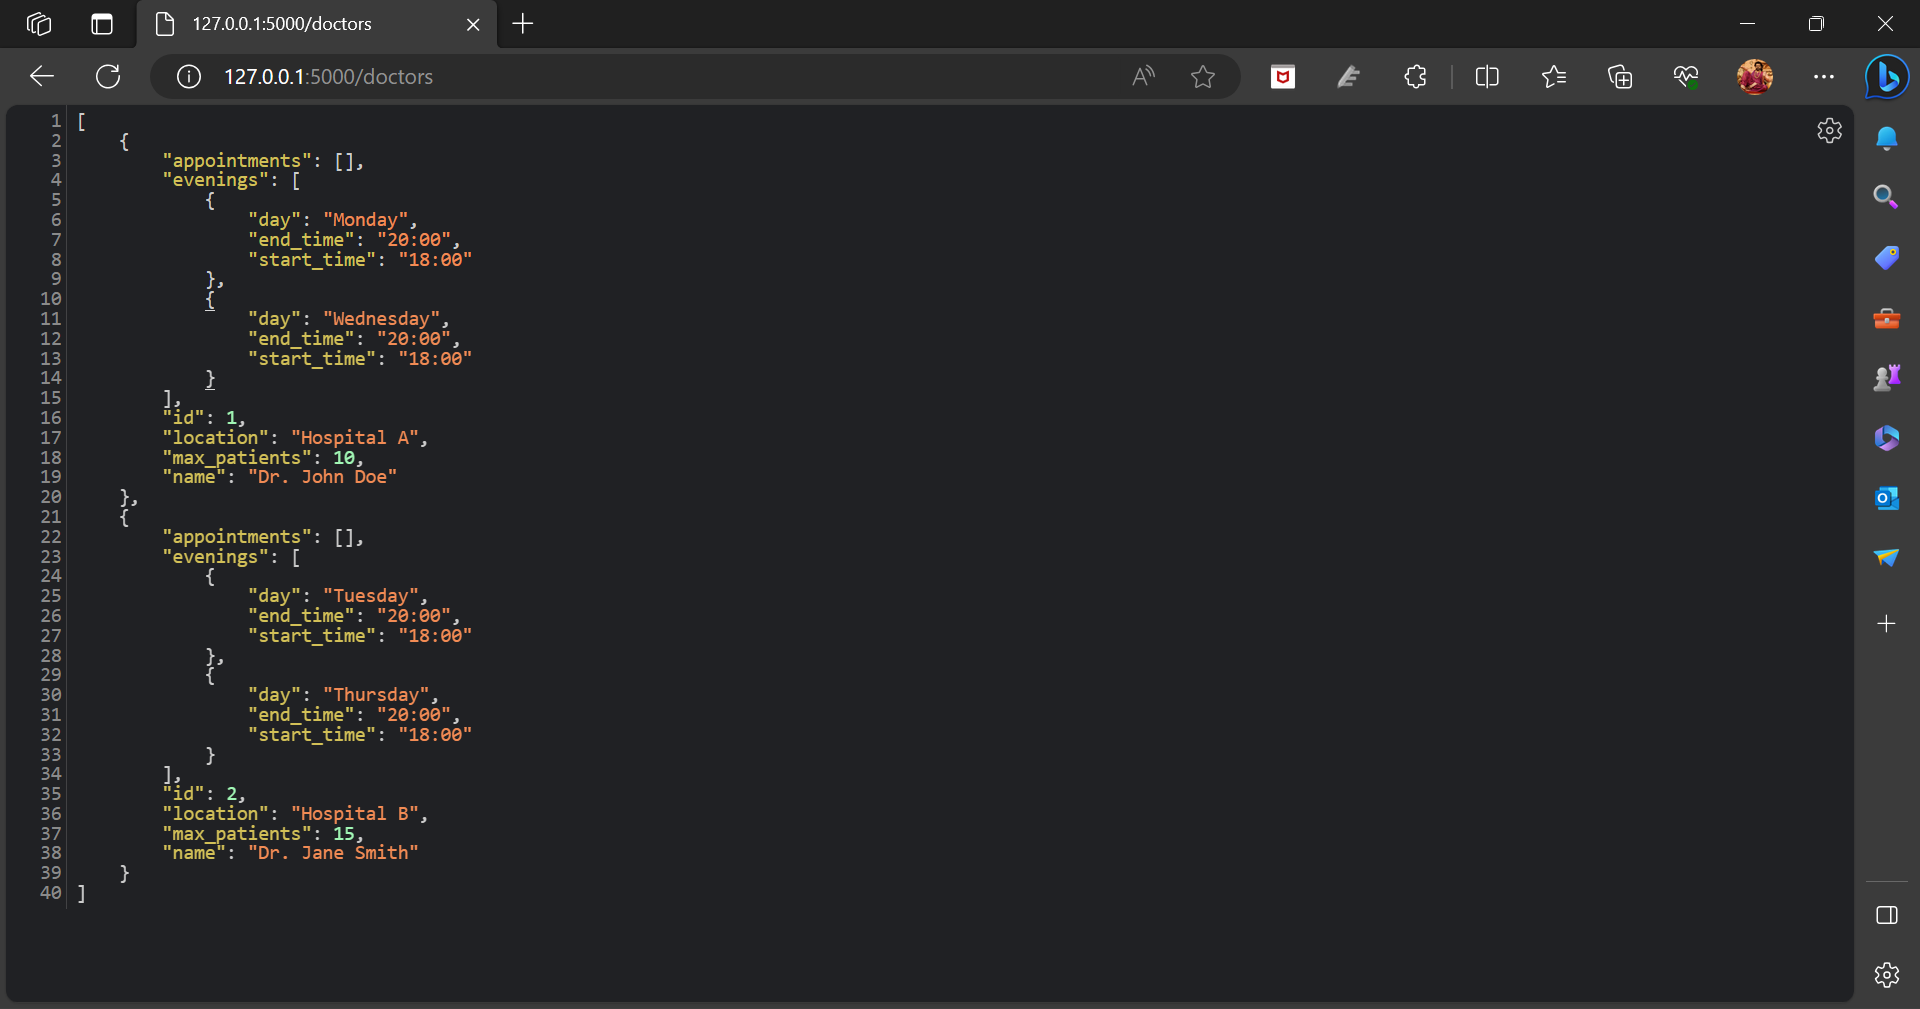 127.0.0.1:5000/doctors
127.0.0.1:5000/doctors
1 [
2     {
3         "appointments": [],
4         "evenings": [
5             {
6                 "day": "Monday",
7                 "end_time": "20:00",
8                 "start_time": "18:00"
9             },
10             {
11                 "day": "Wednesday",
12                 "end_time": "20:00",
13                 "start_time": "18:00"
14             }
15         ],
16         "id": 1,
17         "location": "Hospital A",
18         "max_patients": 10,
19         "name": "Dr. John Doe"
20     },
21     {
22         "appointments": [],
23         "evenings": [
24             {
25                 "day": "Tuesday",
26                 "end_time": "20:00",
27                 "start_time": "18:00"
28             },
29             {
30                 "day": "Thursday",
31                 "end_time": "20:00",
32                 "start_time": "18:00"
33             }
34         ],
35         "id": 2,
36         "location": "Hospital B",
37         "max_patients": 15,
38         "name": "Dr. Jane Smith"
39     }
40 ]